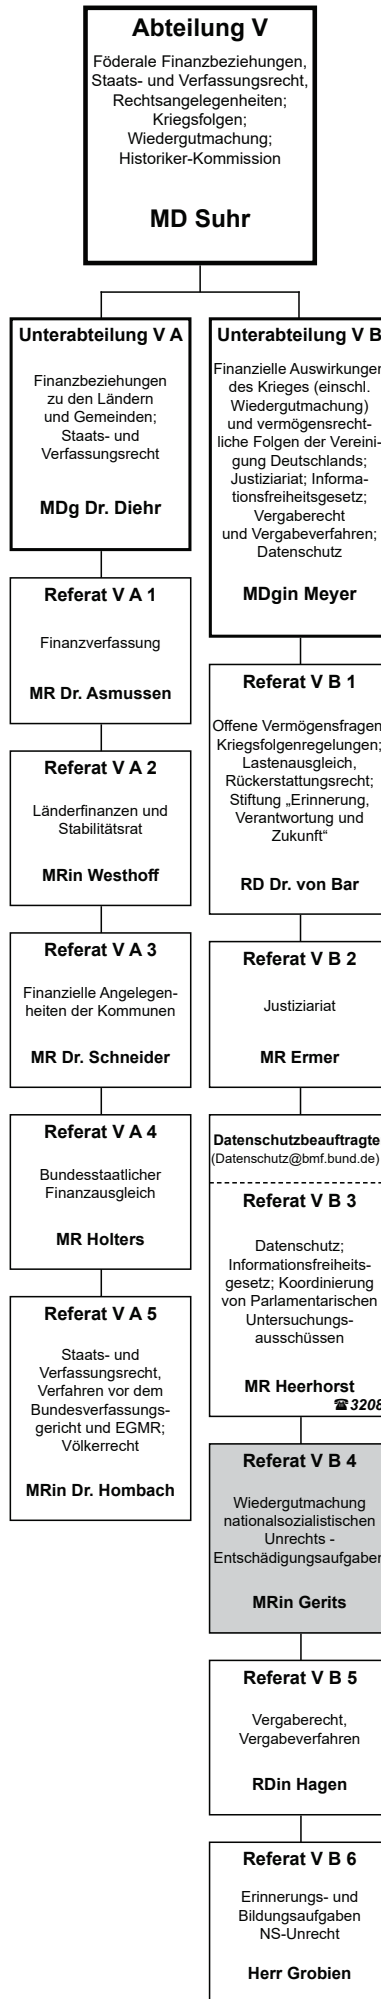 Abteilung V
Föderale Finanzbeziehungen,
Staats- und Verfassungsrecht,
Rechtsangelegenheiten;
Kriegsfolgen;
Wiedergutmachung;
Historiker-Kommission
MD Suhr
Unterabteilung V A
Finanzbeziehungen
zu den Ländern
und Gemeinden;
Staats- und
Verfassungsrecht
MDg Dr. Diehr
Referat V A 1
Finanzverfassung
MR Dr. Asmussen
Referat V A 2
Länderfinanzen und
Stabilitätsrat
MRin Westhoff
Referat V A 3
Finanzielle Angelegen-
heiten der Kommunen
MR Dr. Schneider
Referat V A 4
Bundesstaatlicher
Finanzausgleich
MR Holters
Referat V A 5
Staats- und
Verfassungsrecht,
Verfahren vor dem
Bundesverfassungs-
gericht und EGMR;
Völkerrecht
MRin Dr. Hombach
Unterabteilung V B
Finanzielle Auswirkungen
des Krieges (einschl.
Wiedergutmachung)
und vermögensrecht-
liche Folgen der Vereini-
gung Deutschlands;
Justiziariat; Informa-
tionsfreiheitsgesetz;
Vergaberecht
und Vergabeverfahren;
Datenschutz
MDgin Meyer
Referat V B 1
Offene Vermögensfragen
Kriegsfolgenregelungen;
Lastenausgleich,
Rückerstattungsrecht;
Stiftung „Erinnerung,
Verantwortung und
Zukunft“
RD Dr. von Bar
Referat V B 2
Justiziariat
MR Ermer
Datenschutzbeauftragte
(Datenschutz@bmf.bund.de)
Referat V B 3
Datenschutz;
Informationsfreiheits-
gesetz; Koordinierung
von Parlamentarischen
Untersuchungs-
ausschüssen
MR Heerhorst
☎ 3208
Referat V B 4
Wiedergutmachung
nationalsozialistischen
Unrechts -
Entschädigungsaufgaben
MRin Gerits
Referat V B 5
Vergaberecht,
Vergabeverfahren
RDin Hagen
Referat V B 6
Erinnerungs- und
Bildungsaufgaben
NS-Unrecht
Herr Grobien